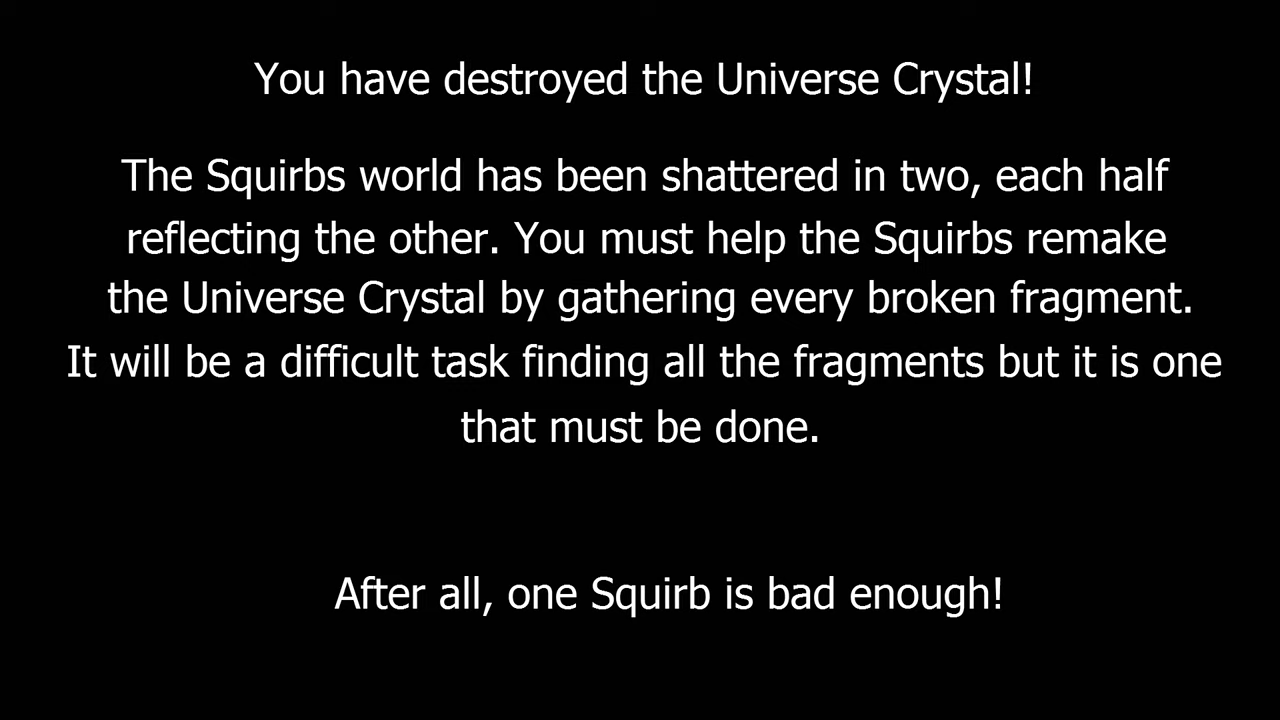 You have destroyed the Universe Crystal!
The Squirbs world has been shattered in two, each half
reflecting the other. You must help the Squirbs remake
the Universe Crystal by gathering every broken fragment.
It will be a difficult task finding all the fragments but it is one
that must be done.
After all, one Squirb is bad enough!